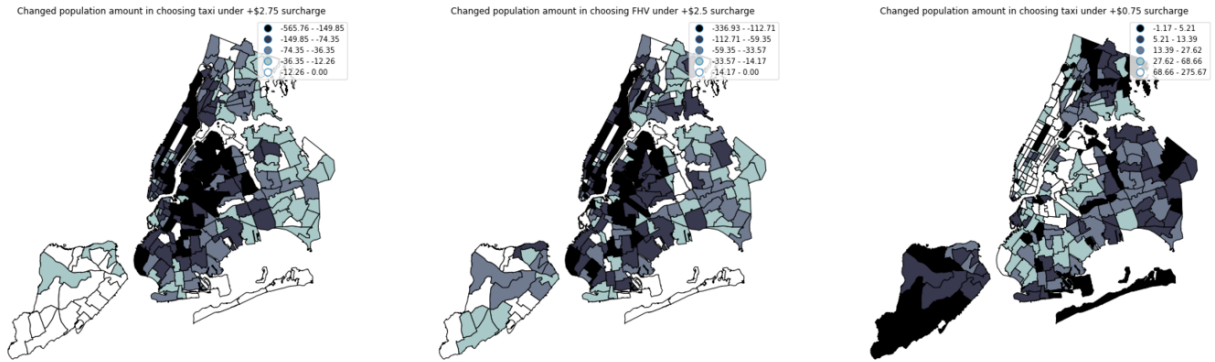 Changed population amount in choosing taxi under +$2.75 surcharge
-565.76 - -149.85
-149.85 - -74.35
-74.35 - -36.35
-36.35 - -12.26
-12.26 - 0.00
Changed population amount in choosing FHV under +$2.5 surcharge
-336.93 - -112.71
-112.71 - -59.35
-59.35 - -33.57
-33.57 - -14.17
-14.17 - 0.00
Changed population amount in choosing taxi under +$0.75 surcharge
-1.17 - 5.21
5.21 - 13.39
13.39 - 27.62
27.62 - 68.66
68.66 - 275.67